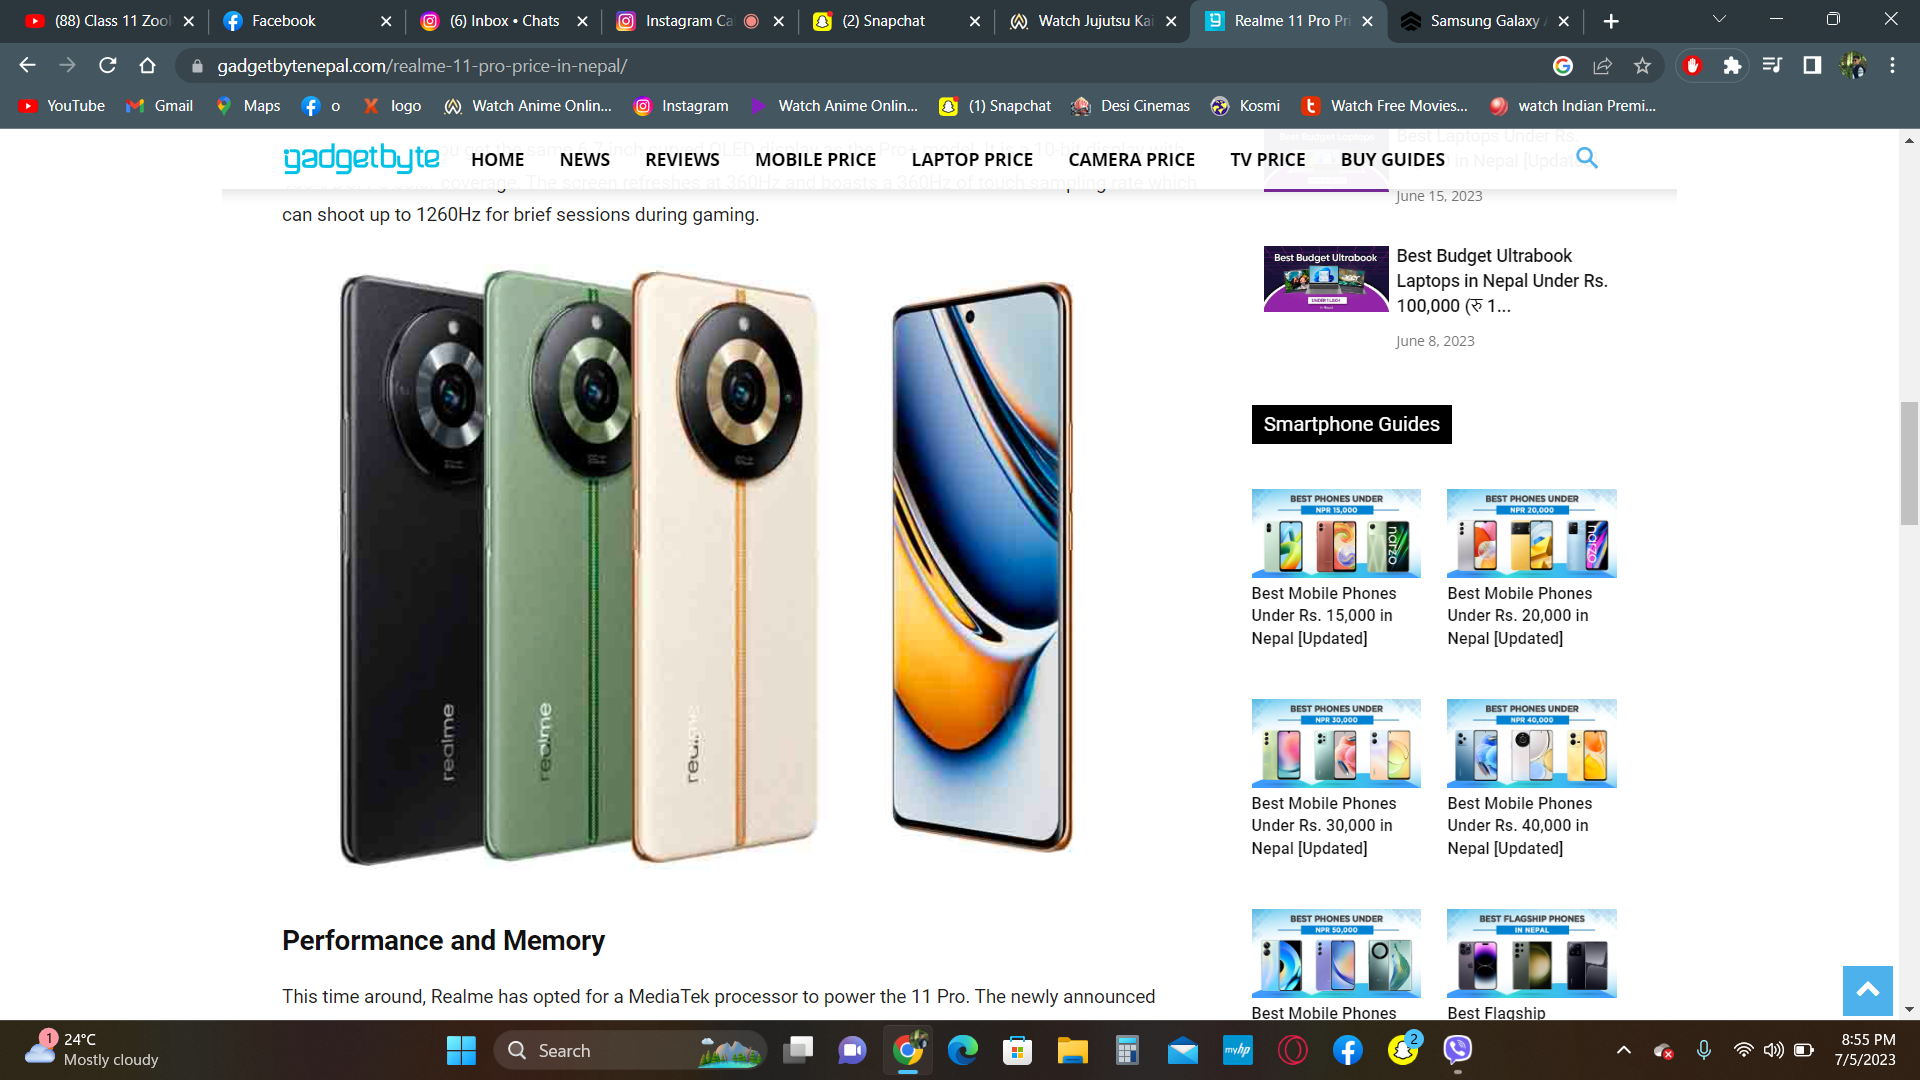 (88) Class 11 Zool
Facebook
(6) Inbox • Chats
Instagram Ca
(2) Snapchat
Watch Jujutsu Kai
Realme 11 Pro Pri
Samsung Galaxy A
gadgetbytenepal.com/realme-11-pro-price-in-nepal/
YouTube
Gmail
Maps
o
logo
Watch Anime Onlin...
Instagram
Watch Anime Onlin...
(1) Snapchat
Desi Cinemas
Kosmi
Watch Free Movies...
watch Indian Premi...
gadgetbyte
HOME
NEWS
REVIEWS
MOBILE PRICE
LAPTOP PRICE
CAMERA PRICE
TV PRICE
BUY GUIDES
coverage. The screen refreshes at 360Hz and boasts a 360Hz of touch sampling rate which
can shoot up to 1260Hz for brief sessions during gaming.
realme
realme
realme
Performance and Memory
This time around, Realme has opted for a MediaTek processor to power the 11 Pro. The newly announced
Best Laptops Under Rs.
in Nepal [Updated]
June 15, 2023
Best Budget Ultrabook
UNDER 1 LAKH
Best Budget Ultrabook
Laptops in Nepal Under Rs.
100,000 (रु 1...
June 8, 2023
Smartphone Guides
BEST PHONES UNDER
NPR 15,000
narzo
Best Mobile Phones
Under Rs. 15,000 in
Nepal [Updated]
BEST PHONES UNDER
NPR 20,000
narzo
Best Mobile Phones
Under Rs. 20,000 in
Nepal [Updated]
BEST PHONES UNDER
NPR 30,000
Best Mobile Phones
Under Rs. 30,000 in
Nepal [Updated]
BEST PHONES UNDER
NPR 40,000
Best Mobile Phones
Under Rs. 40,000 in
Nepal [Updated]
BEST PHONES UNDER
NPR 50,000
Best Mobile Phones
BEST FLAGSHIP PHONES
IN NEPAL
Best Flagship
1
24°C
Mostly cloudy
Search
myhp
2
8:55 PM
7/5/2023